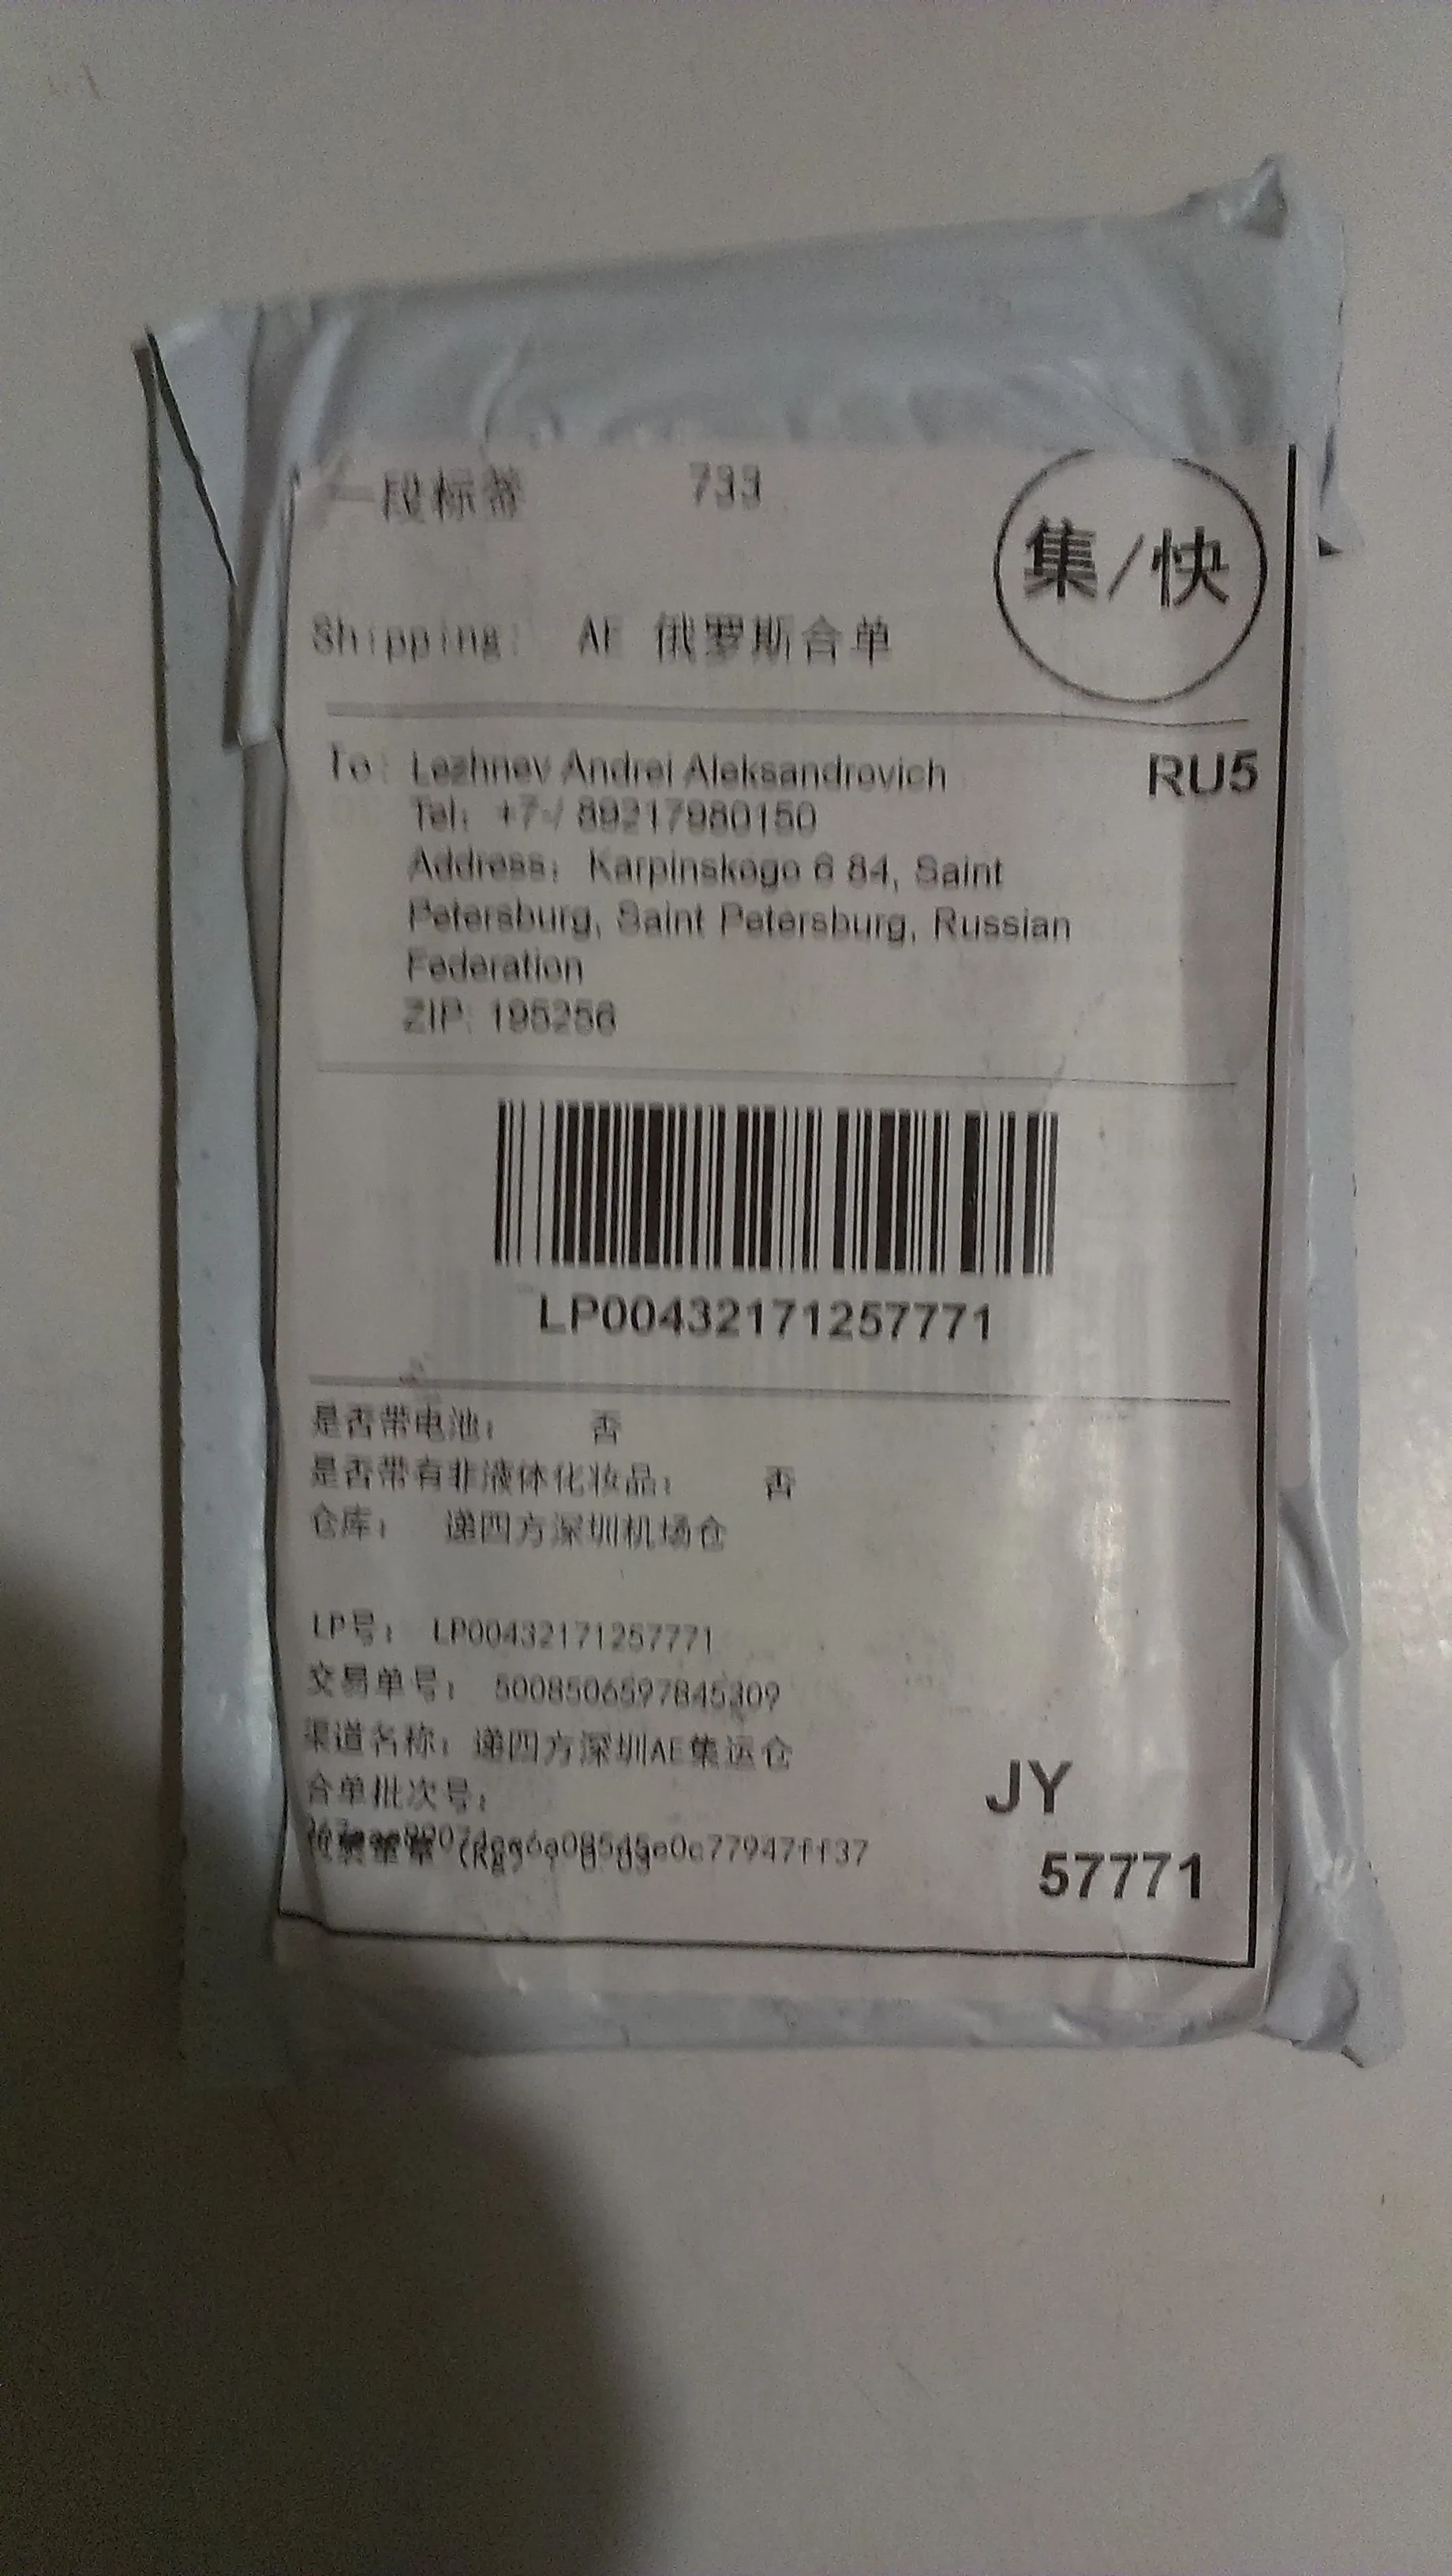 一段标签 733
集/快
Shipping: AE 俄罗斯合单
To: Lezhnev Andrei Aleksandrovich RU5
Tel: +7-/ 89217980150
Address: Karpinskogo 6 84, Saint
Petersburg, Saint Petersburg, Russian
Federation
ZIP: 195256
LP00432171257771
是否带电池: 否
是否带有非液体化妆品: 否
仓库: 递四方深圳机场仓
LP号: LP00432171257771
交易单号: 5008506597845309
渠道名称: 递四方深圳AE集运仓
合单批次号:
JY
57771